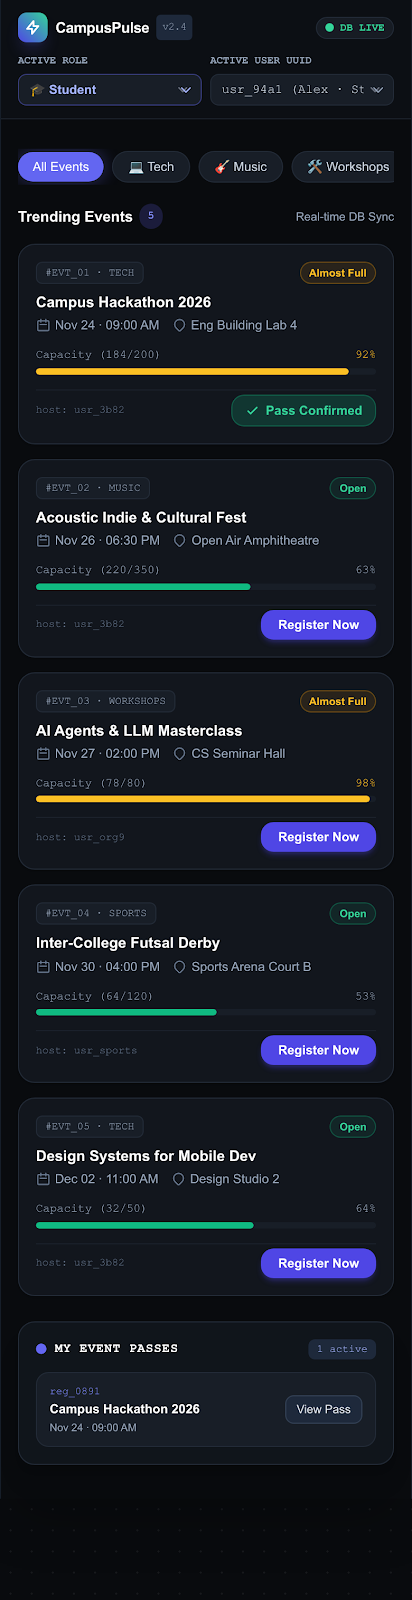 CampusPulse v2.4 DB LIVE
ACTIVE ROLE ACTIVE USER UUID
🎓 Student usr_94a1 (Alex · St
All Events 💻 Tech 🎸 Music 🛠️ Workshops
Trending Events 5 Real-time DB Sync
#EVT_01 · TECH Almost Full
Campus Hackathon 2026
Nov 24 · 09:00 AM Eng Building Lab 4
Capacity (184/200) 92%
host: usr_3b82 Pass Confirmed
#EVT_02 · MUSIC Open
Acoustic Indie & Cultural Fest
Nov 26 · 06:30 PM Open Air Amphitheatre
Capacity (220/350) 63%
host: usr_3b82 Register Now
#EVT_03 · WORKSHOPS Almost Full
AI Agents & LLM Masterclass
Nov 27 · 02:00 PM CS Seminar Hall
Capacity (78/80) 98%
host: usr_org9 Register Now
#EVT_04 · SPORTS Open
Inter-College Futsal Derby
Nov 30 · 04:00 PM Sports Arena Court B
Capacity (64/120) 53%
host: usr_sports Register Now
#EVT_05 · TECH Open
Design Systems for Mobile Dev
Dec 02 · 11:00 AM Design Studio 2
Capacity (32/50) 64%
host: usr_3b82 Register Now
MY EVENT PASSES 1 active
reg_0891
Campus Hackathon 2026
Nov 24 · 09:00 AM
View Pass